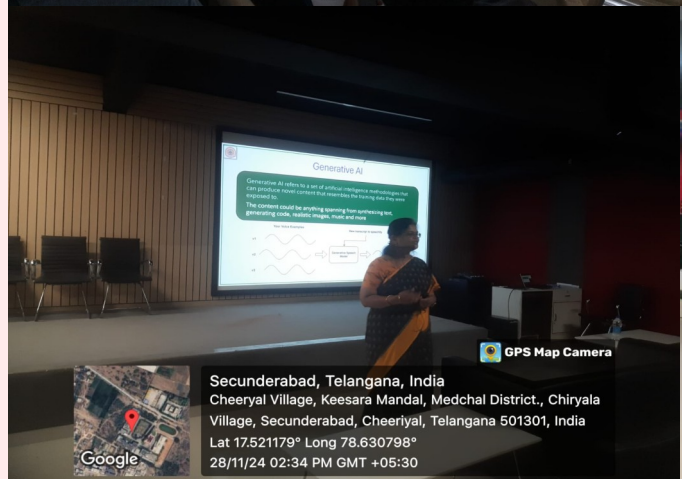 Generative AI
Generative AI refers to a set of artificial intelligence methodologies that
can produce novel content that resembles the training data they were
exposed to.
The content could be anything spanning from synthesizing text,
generating code, realistic images, music and more
GPS Map Camera
Secunderabad, Telangana, India
Cheeryal Village, Keesara Mandal, Medchal District., Chiryala
Village, Secunderabad, Cheeriyal, Telangana 501301, India
Lat 17.521179° Long 78.630798°
28/11/24 02:34 PM GMT +05:30
Google